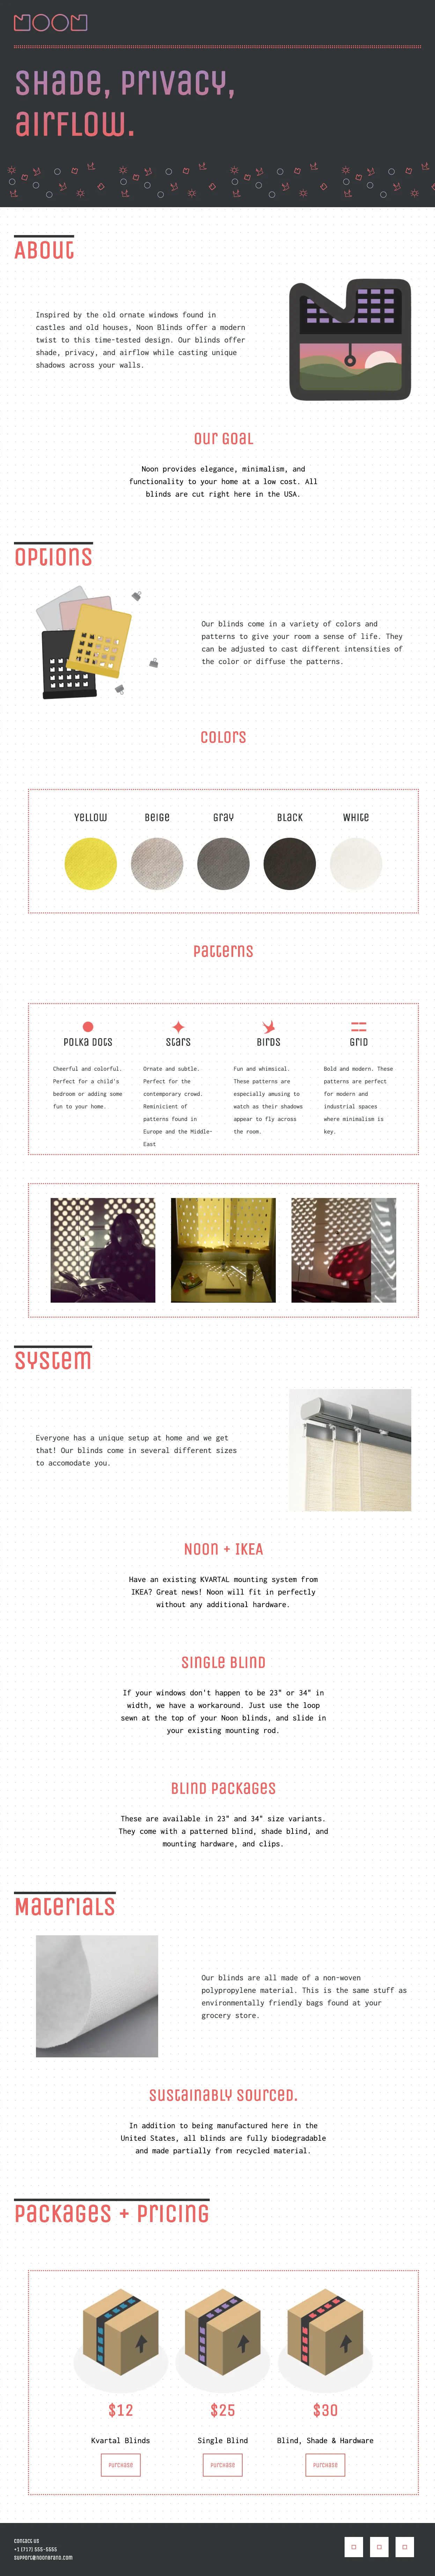 NOON
Shade, Privacy,
Airflow.
About
Inspired by the old ornate windows found in
castles and old houses, Noon Blinds offer a modern
twist to this time-tested design. Our blinds offer
shade, privacy, and airflow while casting unique
shadows across your walls.
Our Goal
Noon provides elegance, minimalism, and
functionality to your home at a low cost. All
blinds are cut right here in the USA.
Options
Our blinds come in a variety of colors and
patterns to give your room a sense of life. They
can be adjusted to cast different intensities of
the color or diffuse the patterns.
Colors
Yellow Beige Gray Black White
Patterns
Polka Dots Stars Birds Grid
Cheerful and colorful.
Perfect for a child's
bedroom or adding some
fun to your home.
Ornate and subtle.
Perfect for the
contemporary crowd.
Reminicient of
patterns found in
Europe and the Middle-
East
Fun and whimsical.
These patterns are
especially amusing to
watch as their shadows
appear to fly across
the room.
Bold and modern. These
patterns are perfect
for modern and
industrial spaces
where minimalism is
key.
System
Everyone has a unique setup at home and we get
that! Our blinds come in several different sizes
to accomodate you.
Noon + IKEA
Have an existing KVARTAL mounting system from
IKEA? Great news! Noon will fit in perfectly
without any additional hardware.
Single Blind
If your windows don't happen to be 23" or 34" in
width, we have a workaround. Just use the loop
sewn at the top of your Noon blinds, and slide in
your existing mounting rod.
Blind Packages
These are available in 23" and 34" size variants.
They come with a patterned blind, shade blind, and
mounting hardware, and clips.
Materials
Our blinds are all made of a non-woven
polypropylene material. This is the same stuff as
environmentally friendly bags found at your
grocery store.
Sustainably Sourced.
In addition to being manufactured here in the
United States, all blinds are fully biodegradable
and made partially from recycled material.
Packages + Pricing
$12 $25 $30
Kvartal Blinds Single Blind Blind, Shade & Hardware
Purchase Purchase Purchase
Contact Us
+1 (717) 555-5555
support@noonbrand.com